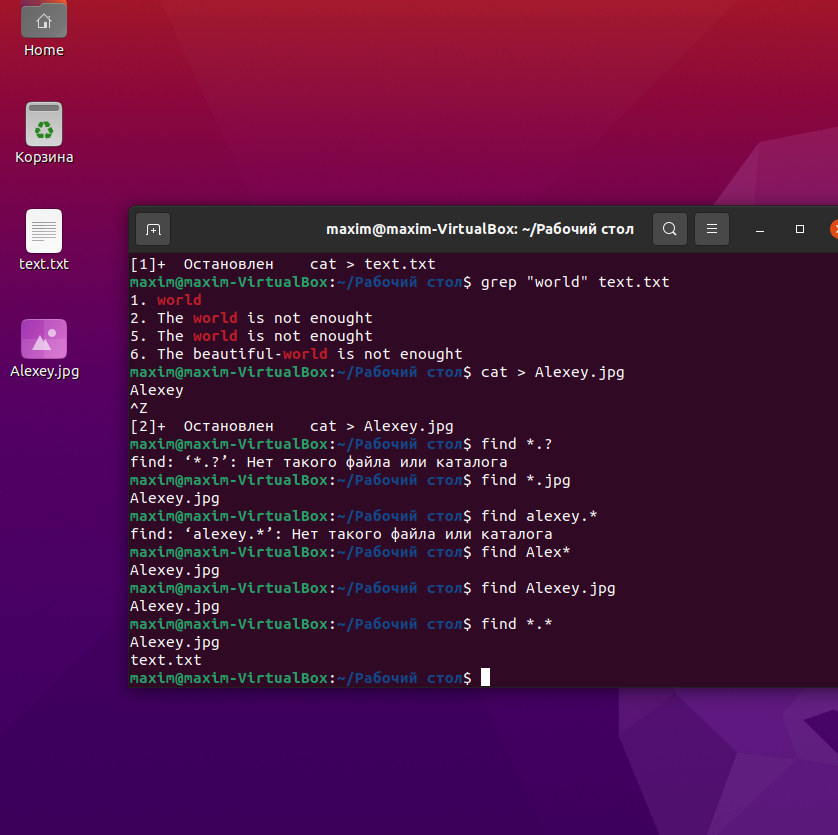 Home
Корзина
text.txt
Alexey.jpg
maxim@maxim-VirtualBox: ~/Рабочий стол
[1]+  Остановлен    cat > text.txt
maxim@maxim-VirtualBox:~/Рабочий стол$ grep "world" text.txt
1. world
2. The world is not enought
5. The world is not enought
6. The beautiful-world is not enought
maxim@maxim-VirtualBox:~/Рабочий стол$ cat > Alexey.jpg
Alexey
^Z
[2]+  Остановлен    cat > Alexey.jpg
maxim@maxim-VirtualBox:~/Рабочий стол$ find *.?
find: ‘*.?’: Нет такого файла или каталога
maxim@maxim-VirtualBox:~/Рабочий стол$ find *.jpg
Alexey.jpg
maxim@maxim-VirtualBox:~/Рабочий стол$ find alexey.*
find: ‘alexey.*’: Нет такого файла или каталога
maxim@maxim-VirtualBox:~/Рабочий стол$ find Alex*
Alexey.jpg
maxim@maxim-VirtualBox:~/Рабочий стол$ find Alexey.jpg
Alexey.jpg
maxim@maxim-VirtualBox:~/Рабочий стол$ find *.*
Alexey.jpg
text.txt
maxim@maxim-VirtualBox:~/Рабочий стол$